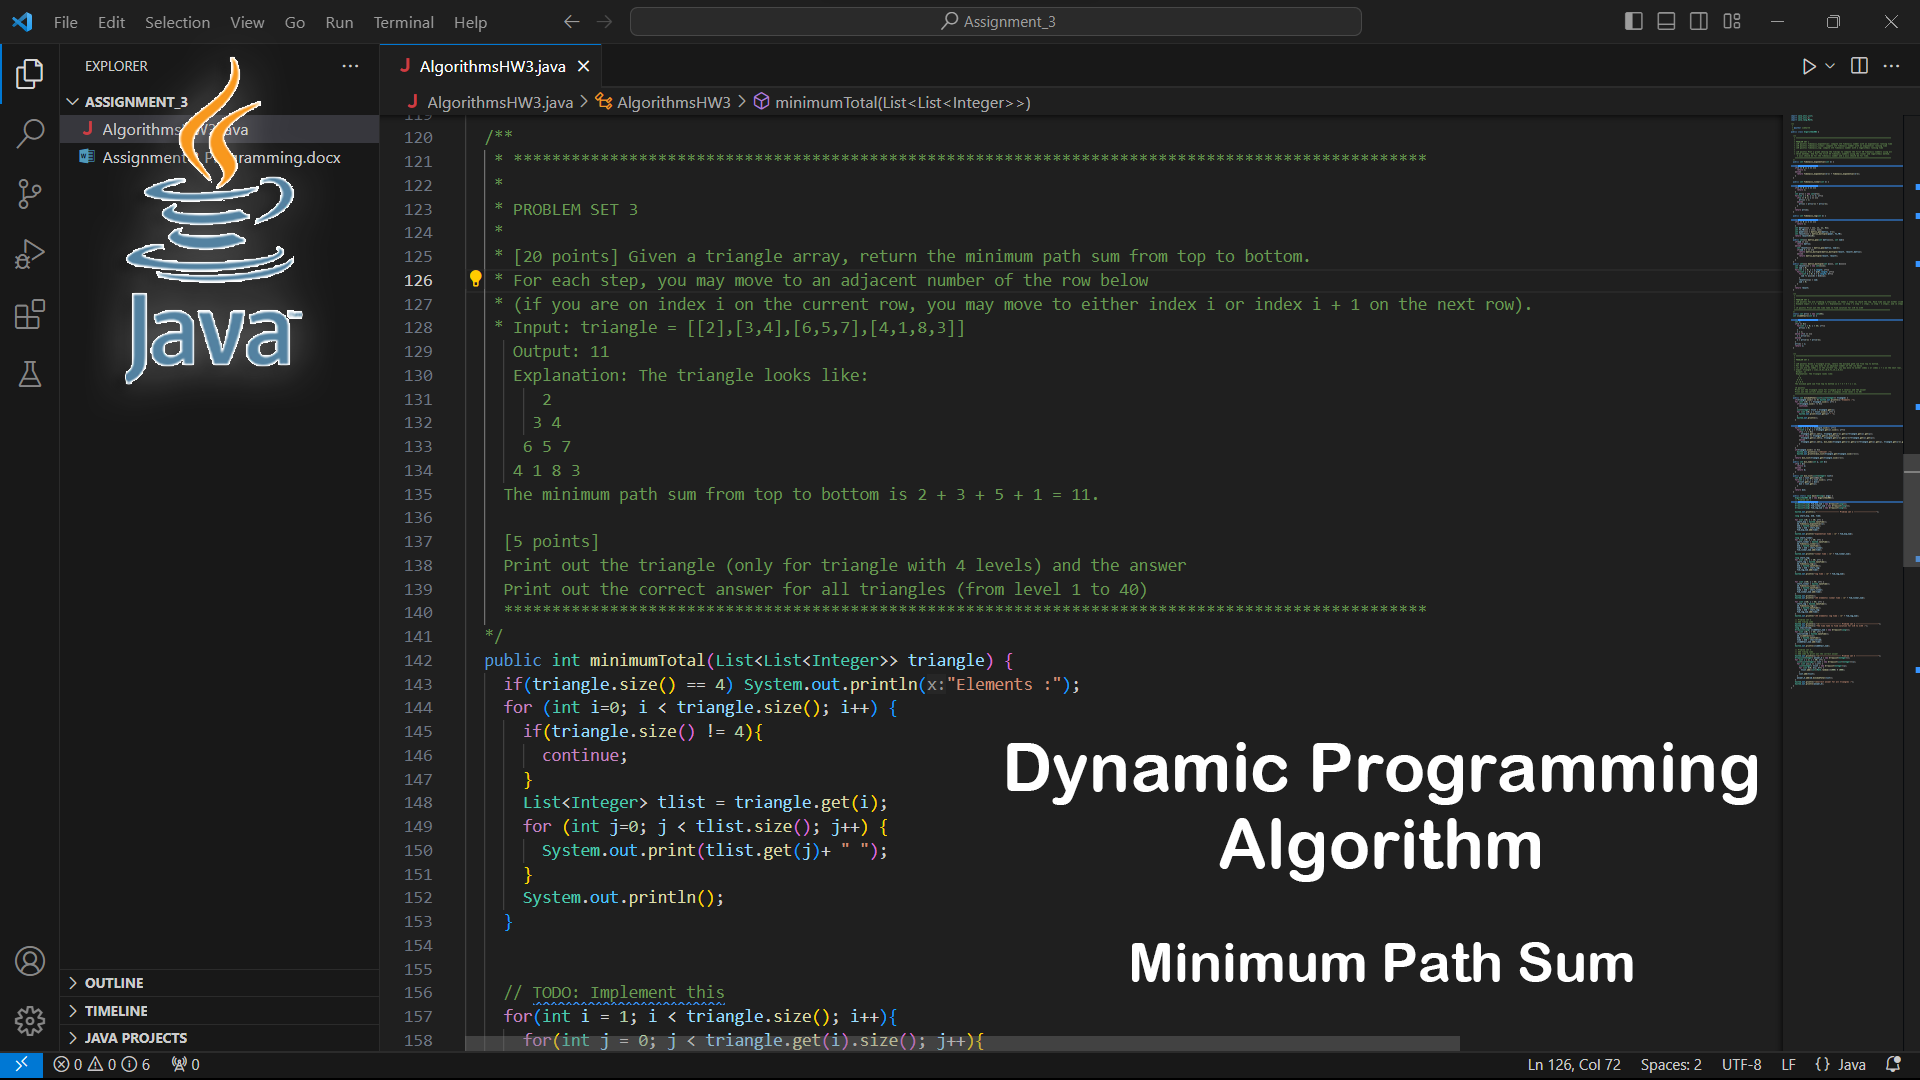 File Edit Selection View Go Run Terminal Help
Assignment_3
EXPLORER
ASSIGNMENT_3
AlgorithmsHW3.java
Java
AlgorithmsHW3.java
AlgorithmsHW3.java > AlgorithmsHW3 > minimumTotal(List<List<Integer>>)
119
120 /**
121 * ***********************************************************************************************
122 *
123 * PROBLEM SET 3
124 *
125 * [20 points] Given a triangle array, return the minimum path sum from top to bottom.
126 * For each step, you may move to an adjacent number of the row below
127 * (if you are on index i on the current row, you may move to either index i or index i + 1 on the next row).
128 * Input: triangle = [[2],[3,4],[6,5,7],[4,1,8,3]]
129 Output: 11
130 Explanation: The triangle looks like:
131 2
132 3 4
133 6 5 7
134 4 1 8 3
135 The minimum path sum from top to bottom is 2 + 3 + 5 + 1 = 11.
136
137 [5 points]
138 Print out the triangle (only for triangle with 4 levels) and the answer
139 Print out the correct answer for all triangles (from level 1 to 40)
140 ************************************************************************************************
141 */
142 public int minimumTotal(List<List<Integer>> triangle) {
143 if(triangle.size() == 4) System.out.println(x:"Elements :");
144 for (int i=0; i < triangle.size(); i++) {
145 if(triangle.size() != 4){
146 continue;
147 }
148 List<Integer> tlist = triangle.get(i);
149 for (int j=0; j < tlist.size(); j++) {
150 System.out.print(tlist.get(j)+ " ");
151 }
152 System.out.println();
153 }
154
155
156 // TODO: Implement this
157 for(int i = 1; i < triangle.size(); i++){
158 for(int j = 0; j < triangle.get(i).size(); j++){
Dynamic Programming
Algorithm
Minimum Path Sum
OUTLINE
TIMELINE
JAVA PROJECTS
0 0 6 0
Ln 126, Col 72 Spaces: 2 UTF-8 LF {} Java